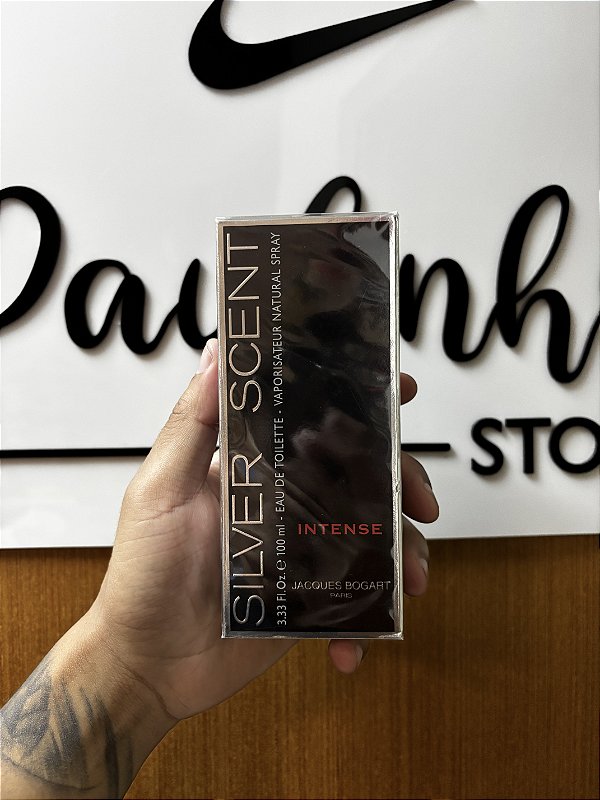 Paulinh
STO
SILVER SCENT
3.33 Fl.Oz. ℮ 100 ml - EAU DE TOILETTE - VAPORISATEUR NATURAL SPRAY
INTENSE
JACQUES BOGART
PARIS